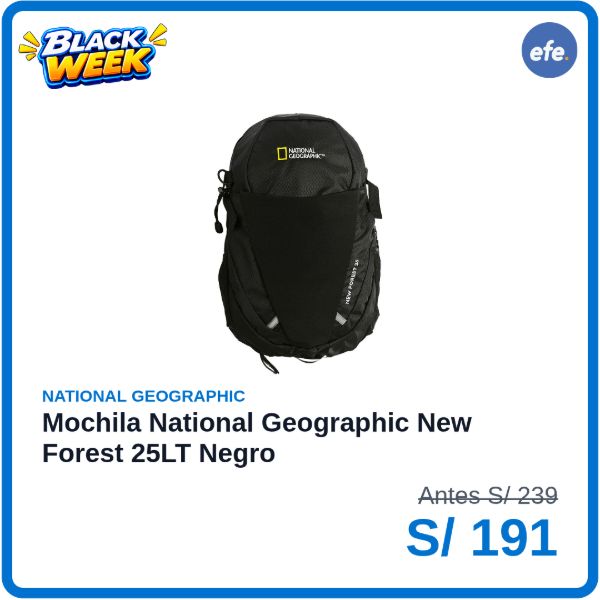 BLACK
WEEK
efe.
NATIONAL
GEOGRAPHIC™
NEW FOREST 25
NATIONAL GEOGRAPHIC
Mochila National Geographic New
Forest 25LT Negro
Antes S/ 239
S/ 191